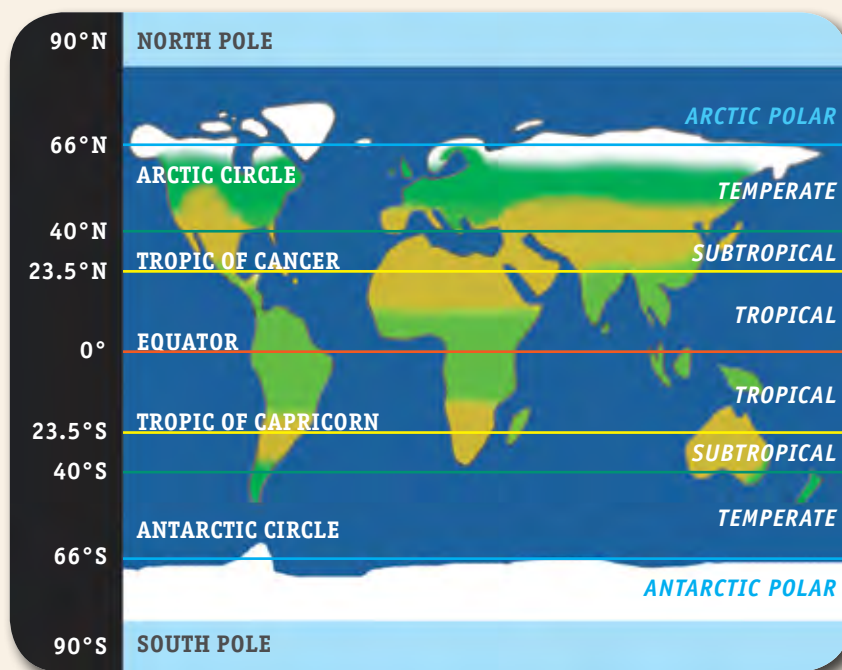 90°N NORTH POLE
ARCTIC POLAR
66°N
ARCTIC CIRCLE
TEMPERATE
40°N
SUBTROPICAL
TROPIC OF CANCER
23.5°N
TROPICAL
EQUATOR
0°
TROPICAL
TROPIC OF CAPRICORN
23.5°S
SUBTROPICAL
40°S
TEMPERATE
ANTARCTIC CIRCLE
66°S
ANTARCTIC POLAR
90°S SOUTH POLE